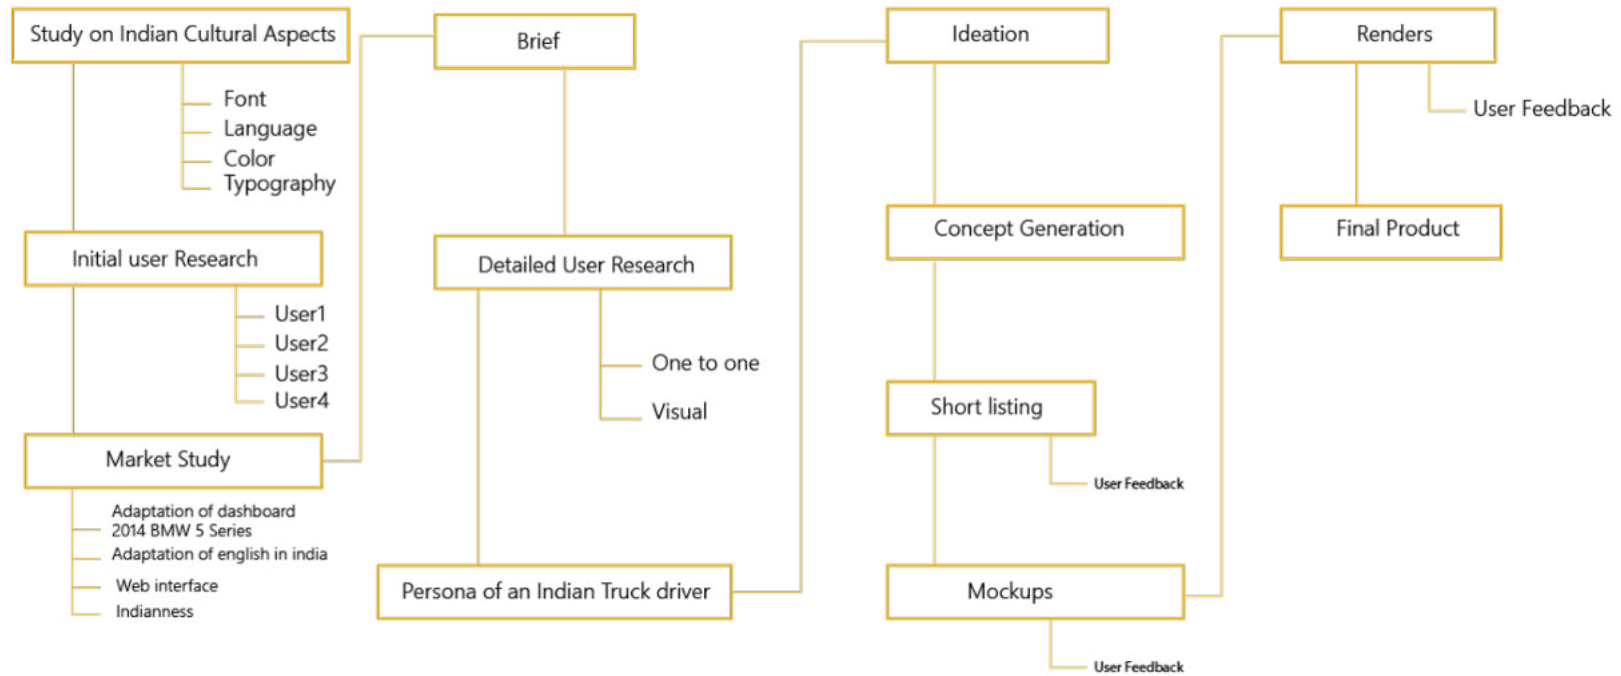 Study on Indian Cultural Aspects
Font
Language
Color
Typography
Initial user Research
User1
User2
User3
User4
Market Study
Adaptation of dashboard
2014 BMW 5 Series
Adaptation of english in india
Web interface
Indianness
Brief
Detailed User Research
One to one
Visual
Persona of an Indian Truck driver
Ideation
Concept Generation
Short listing
User Feedback
Mockups
User Feedback
Renders
User Feedback
Final Product